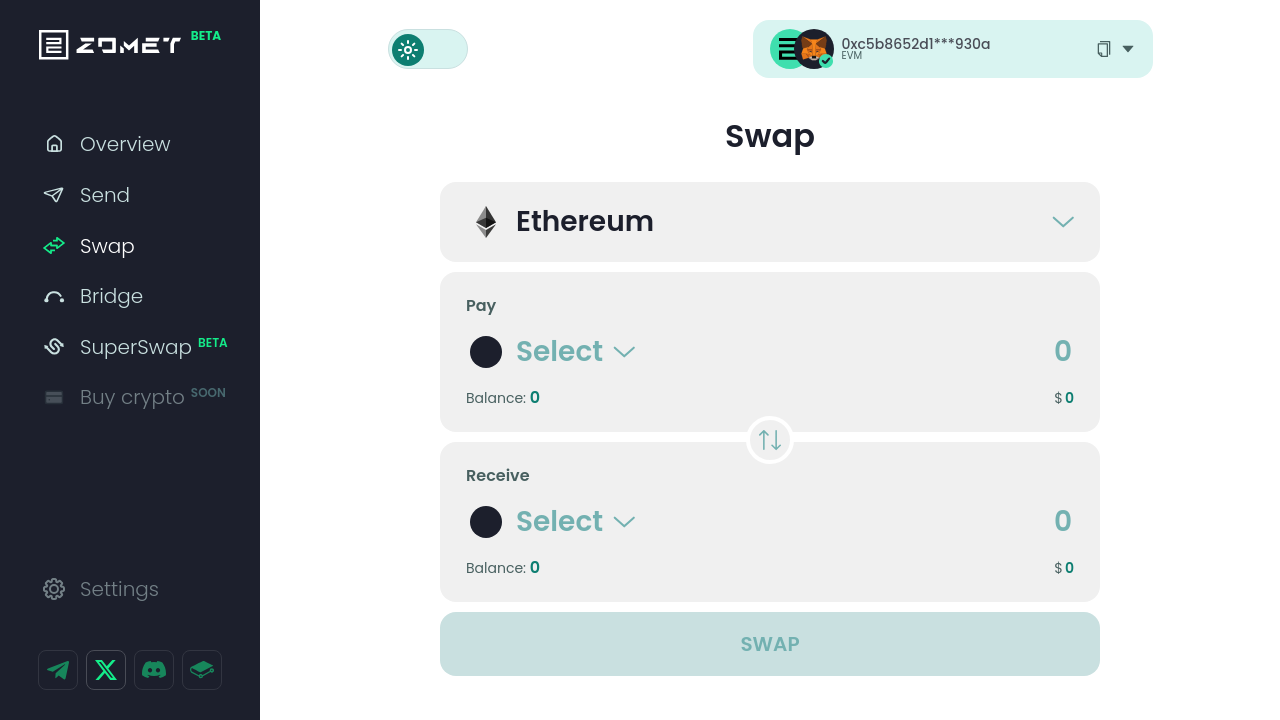 ZOMET BETA
Overview
Send
Swap
Bridge
SuperSwap BETA
Buy crypto SOON
Settings
0xc5b8652d1***930a
EVM
Swap
Ethereum
Pay
Select 0
Balance: 0 $ 0
Receive
Select 0
Balance: 0 $ 0
SWAP